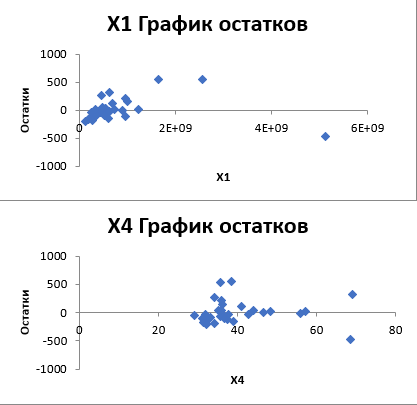 X1 График остатков
1000
500
0
-500
-1000
0 2E+09 4E+09 6E+09
Остатки
X1
X4 График остатков
1000
500
0
-500
-1000
0 20 40 60 80
Остатки
X4